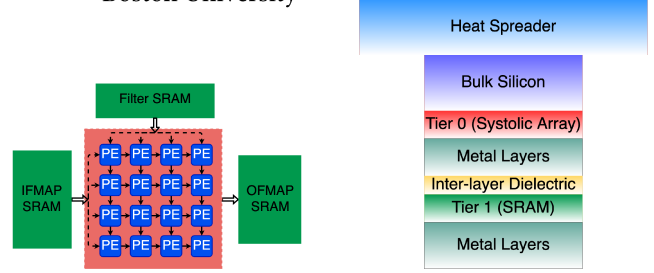 Boston University
Heat Spreader
Bulk Silicon
Tier 0 (Systolic Array)
Metal Layers
Inter-layer Dielectric
Tier 1 (SRAM)
Metal Layers
Filter SRAM
IFMAP
SRAM
PE PE PE PE
PE PE PE PE
PE PE PE PE
PE PE PE PE
OFMAP
SRAM